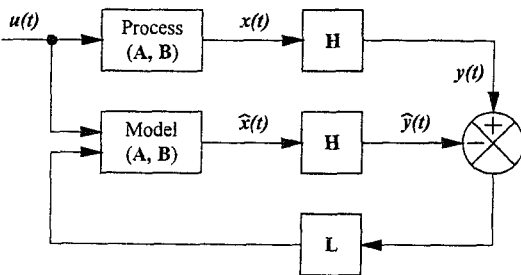 u(t)
Process
(A, B)
x(t)
H
y(t)
Model
(A, B)
x̂(t)
H
ŷ(t)
+
−
L